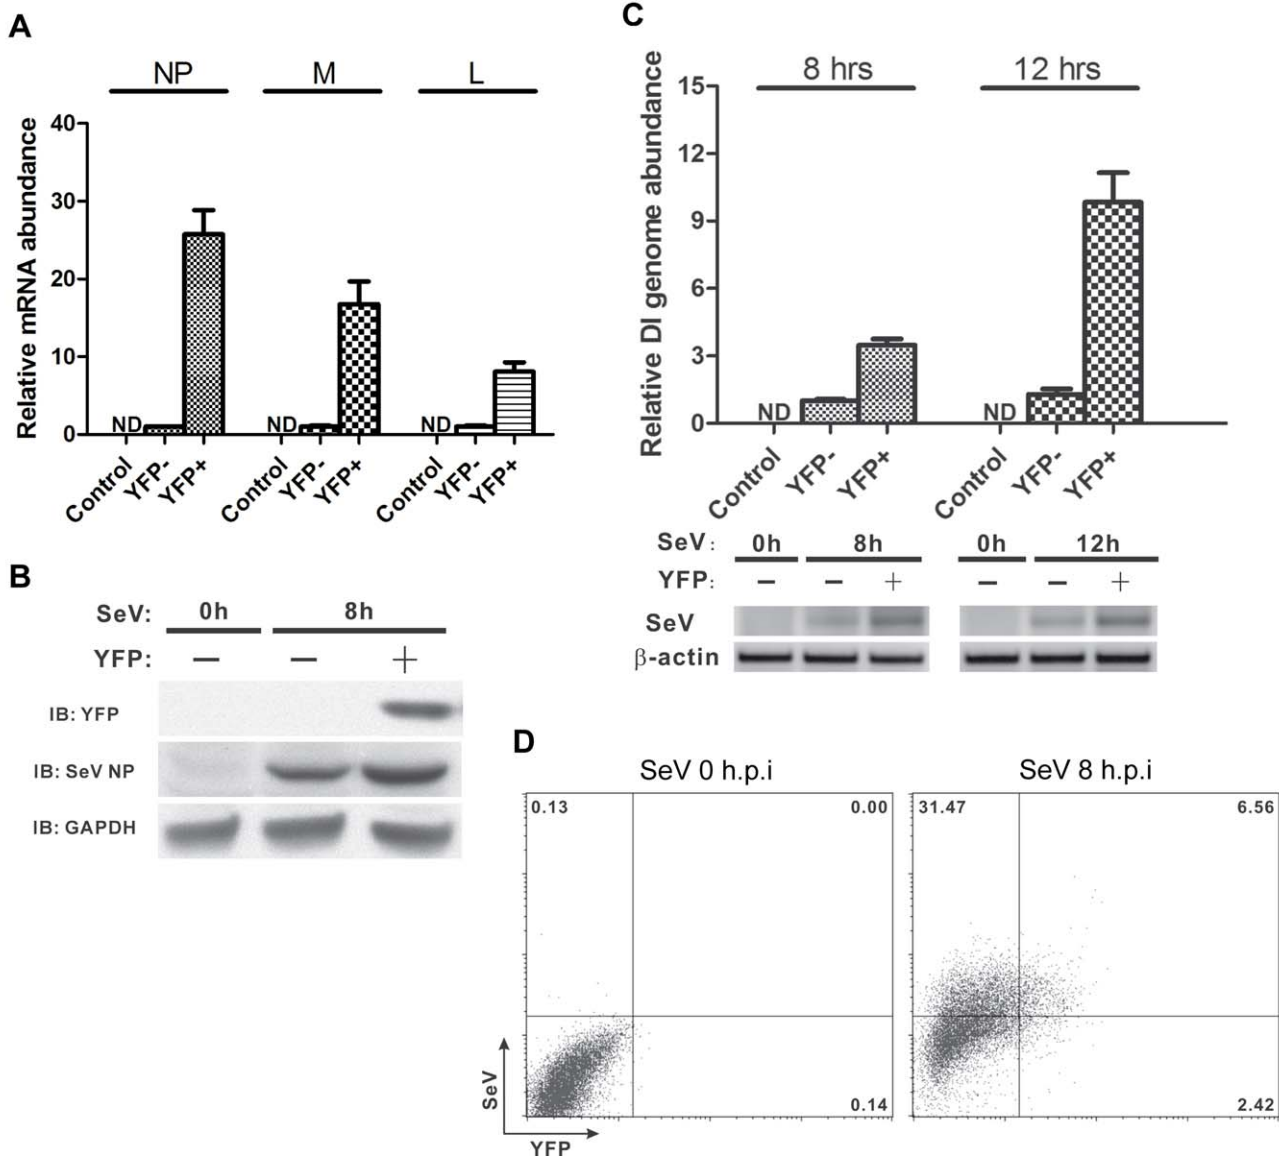 A
NP M L
Relative mRNA abundance
40
30
20
10
0
ND ND ND
Control YFP- YFP+ Control YFP- YFP+ Control YFP- YFP+
B
SeV: 0h 8h
YFP: − − +
IB: YFP
IB: SeV NP
IB: GAPDH
C
8 hrs 12 hrs
Relative DI genome abundance
15
12
9
6
3
0
ND ND
Control YFP- YFP+ Control YFP- YFP+
SeV: 0h 8h 0h 12h
YFP: − − + − − +
SeV
β-actin
D
SeV 0 h.p.i SeV 8 h.p.i
0.13 0.00 31.47 6.56
0.14 2.42
SeV
YFP